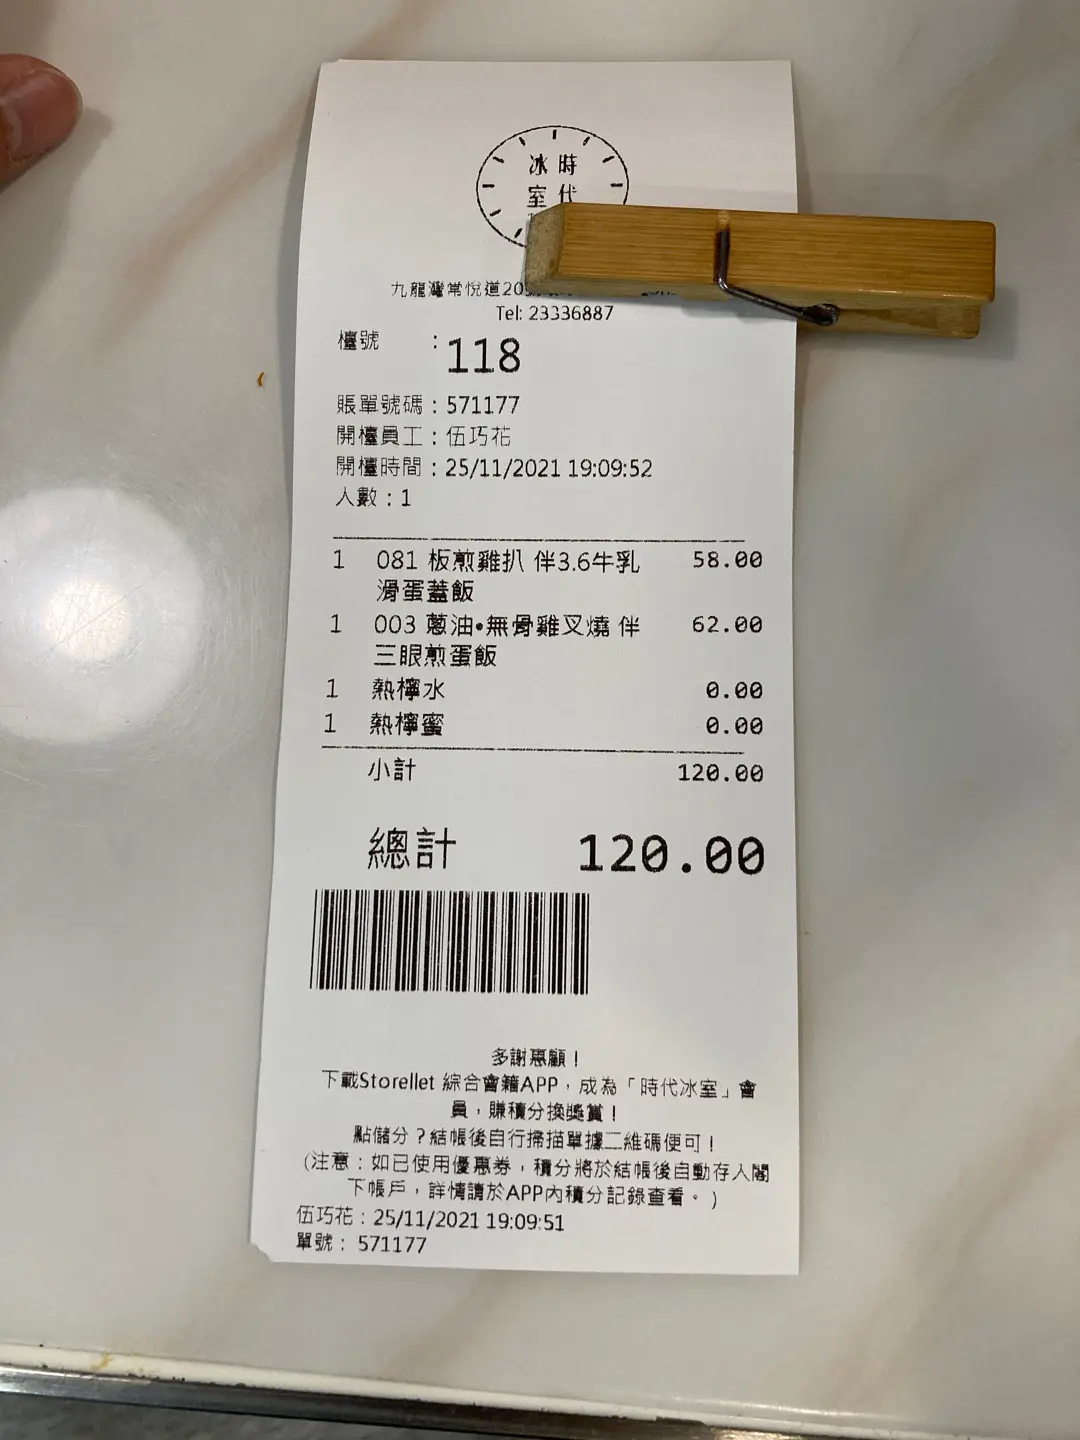 時代
冰室
九龍灣常悅道20
Tel: 23336887
檯號 : 118
賬單號碼 : 571177
開檯員工 : 伍巧花
開檯時間 : 25/11/2021 19:09:52
人數 : 1
1 081 板煎雞扒 伴3.6牛乳 58.00
滑蛋蓋飯
1 003 蔥油•無骨雞叉燒 伴 62.00
三眼煎蛋飯
1 熱檸水 0.00
1 熱檸蜜 0.00
小計 120.00
總計 120.00
多謝惠顧！
下載Storellet 綜合會籍APP，成為「時代冰室」會
員，賺積分換獎賞！
點儲分？結帳後自行掃描單據二維碼便可！
(注意：如已使用優惠券，積分將於結帳後自動存入閣
下帳戶，詳情請於APP內積分記錄查看。)
伍巧花：25/11/2021 19:09:51
單號： 571177